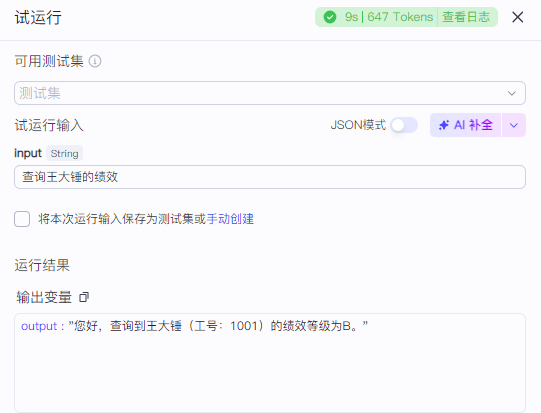 试运行
9s | 647 Tokens 查看日志
可用测试集
测试集
试运行输入 JSON模式 AI 补全
input String
查询王大锤的绩效
将本次运行输入保存为测试集或手动创建
运行结果
输出变量
output : "您好，查询到王大锤（工号：1001）的绩效等级为B。"